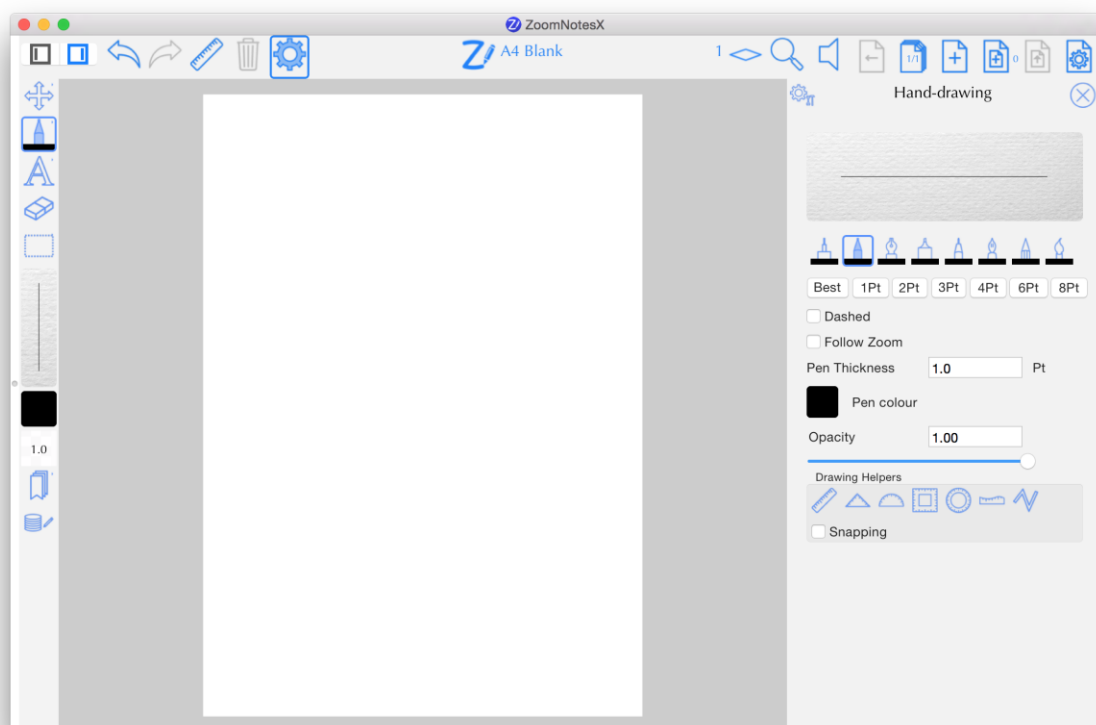 ZoomNotesX
A4 Blank
1
1/1
0
Hand-drawing
Best 1Pt 2Pt 3Pt 4Pt 6Pt 8Pt
Dashed
Follow Zoom
Pen Thickness 1.0 Pt
Pen colour
Opacity 1.00
Drawing Helpers
Snapping
1.0